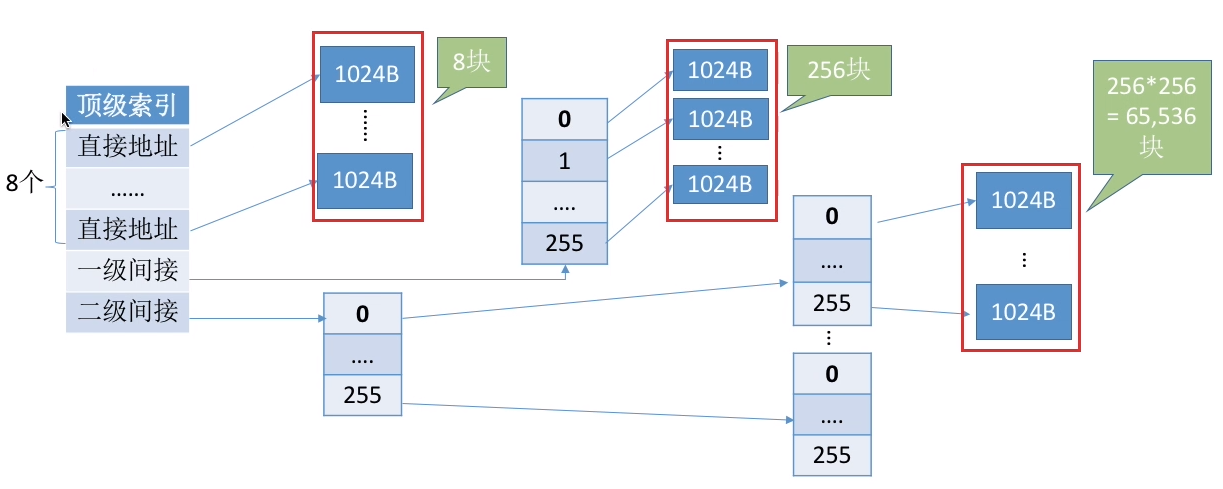 顶级索引
直接地址
......
直接地址
一级间接
二级间接
8个
1024B
1024B
8块
0
1
....
255
1024B
1024B
1024B
256块
0
....
255
0
....
255
0
....
255
1024B
1024B
256*256
= 65,536
块